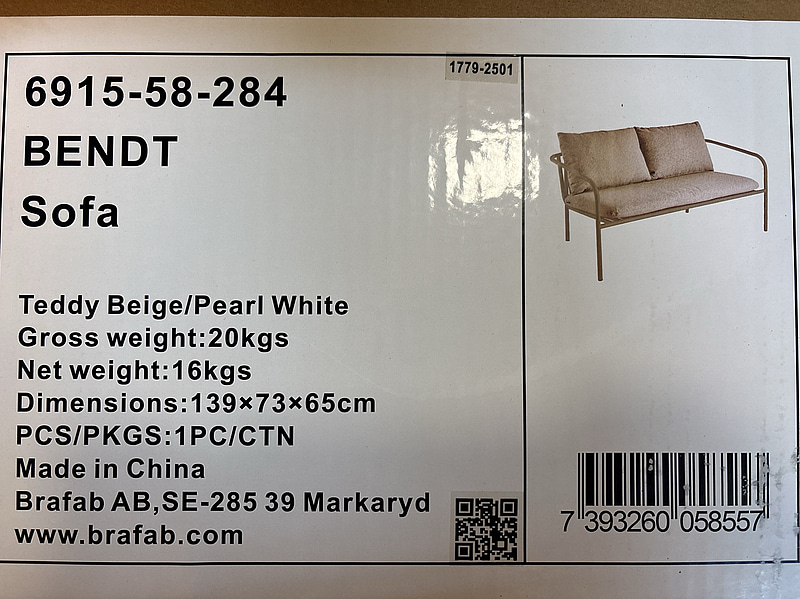 6915-58-284
1779-2501
BENDT
Sofa
Teddy Beige/Pearl White
Gross weight:20kgs
Net weight:16kgs
Dimensions:139×73×65cm
PCS/PKGS:1PC/CTN
Made in China
Brafab AB,SE-285 39 Markaryd
www.brafab.com
7 393260 058557